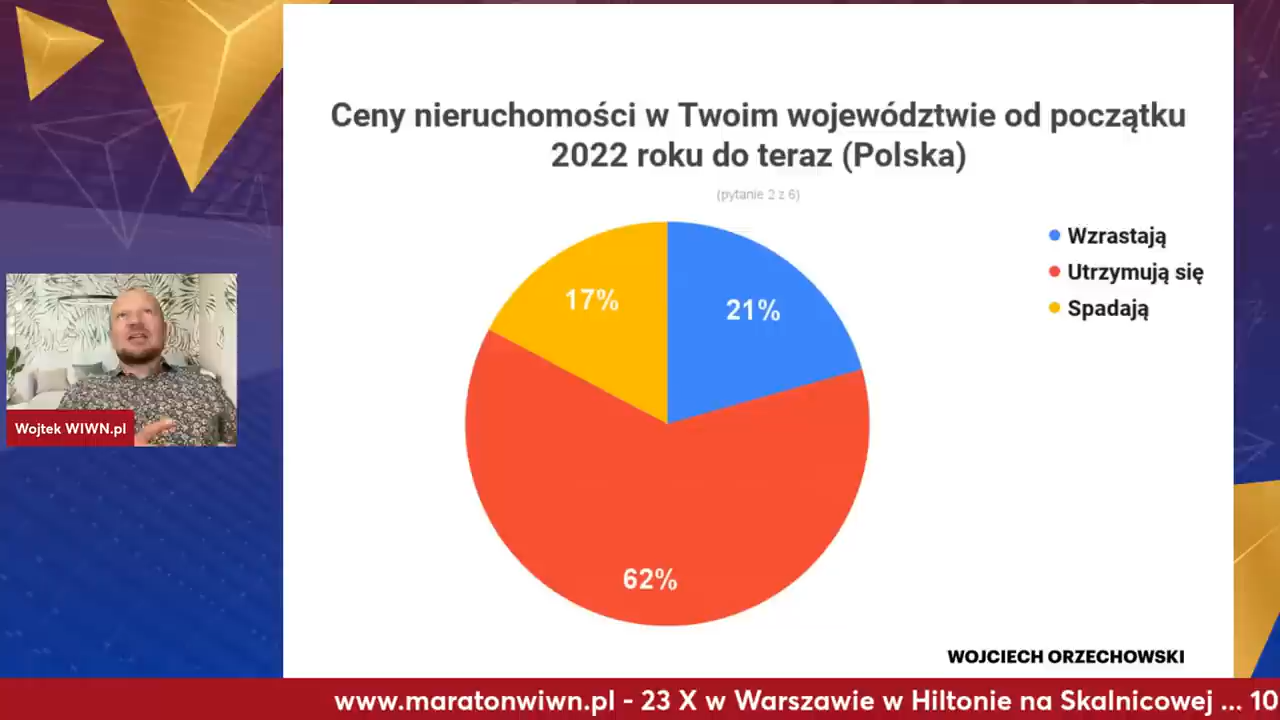 Ceny nieruchomości w Twoim województwie od początku
2022 roku do teraz (Polska)
(pytanie 2 z 6)
Wzrastają
Utrzymują się
Spadają
17%
21%
62%
Wojtek WIWN.pl
WOJCIECH ORZECHOWSKI
www.maratonwiwn.pl - 23 X w Warszawie w Hiltonie na Skalnicowej ... 10